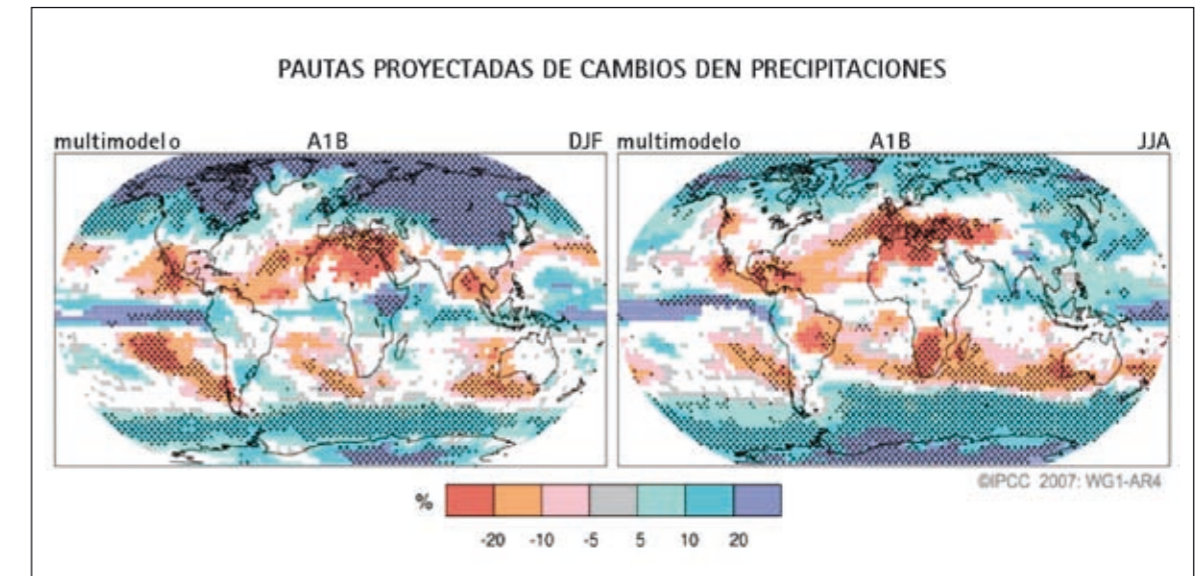 PAUTAS PROYECTADAS DE CAMBIOS DEN PRECIPITACIONES
multimodelo A1B DJF multimodelo A1B JJA
©IPCC 2007: WG1-AR4
%
-20 -10 -5 5 10 20